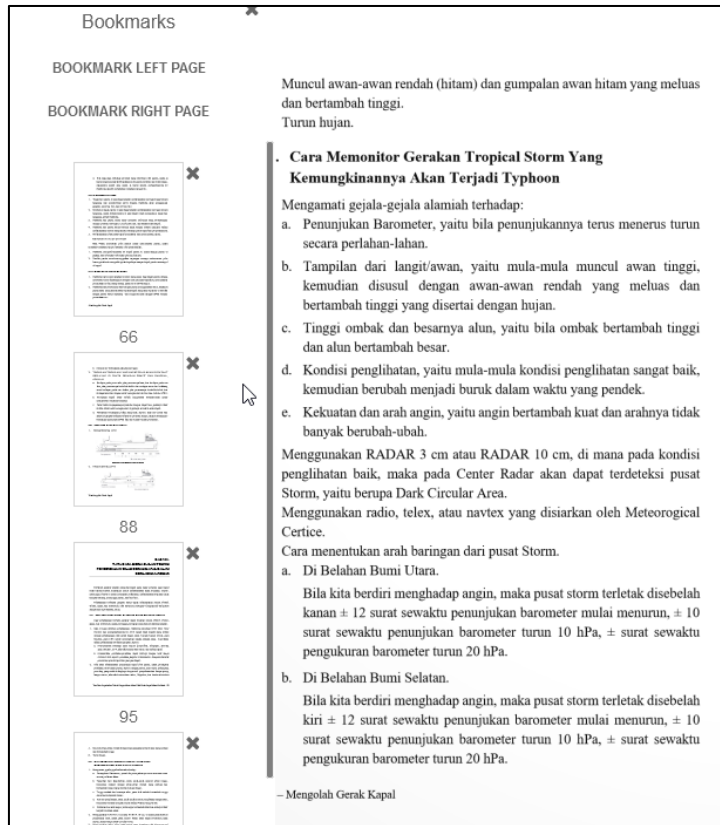 Bookmarks
BOOKMARK LEFT PAGE
BOOKMARK RIGHT PAGE
66
88
95
Muncul awan-awan rendah (hitam) dan gumpalan awan hitam yang meluas
dan bertambah tinggi.
Turun hujan.
. Cara Memonitor Gerakan Tropical Storm Yang
Kemungkinannya Akan Terjadi Typhoon
Mengamati gejala-gejala alamiah terhadap:
a. Penunjukan Barometer, yaitu bila penunjukannya terus menerus turun
secara perlahan-lahan.
b. Tampilan dari langit/awan, yaitu mula-mula muncul awan tinggi,
kemudian disusul dengan awan-awan rendah yang meluas dan
bertambah tinggi yang disertai dengan hujan.
c. Tinggi ombak dan besarnya alun, yaitu bila ombak bertambah tinggi
dan alun bertambah besar.
d. Kondisi penglihatan, yaitu mula-mula kondisi penglihatan sangat baik,
kemudian berubah menjadi buruk dalam waktu yang pendek.
e. Kekuatan dan arah angin, yaitu angin bertambah kuat dan arahnya tidak
banyak berubah-ubah.
Menggunakan RADAR 3 cm atau RADAR 10 cm, di mana pada kondisi
penglihatan baik, maka pada Center Radar akan dapat terdeteksi pusat
Storm, yaitu berupa Dark Circular Area.
Menggunakan radio, telex, atau navtex yang disiarkan oleh Meteorogical
Certice.
Cara menentukan arah baringan dari pusat Storm.
a. Di Belahan Bumi Utara.
Bila kita berdiri menghadap angin, maka pusat storm terletak disebelah
kanan ± 12 surat sewaktu penunjukan barometer mulai menurun, ± 10
surat sewaktu penunjukan barometer turun 10 hPa, ± surat sewaktu
pengukuran barometer turun 20 hPa.
b. Di Belahan Bumi Selatan.
Bila kita berdiri menghadap angin, maka pusat storm terletak disebelah
kiri ± 12 surat sewaktu penunjukan barometer mulai menurun, ± 10
surat sewaktu penunjukan barometer turun 10 hPa, ± surat sewaktu
pengukuran barometer turun 20 hPa.
– Mengolah Gerak Kapal